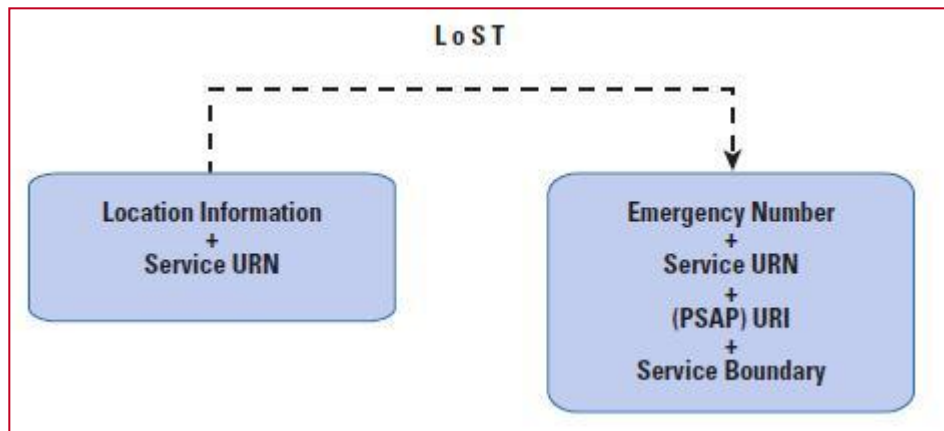 LoST
Location Information
+
Service URN
Emergency Number
+
Service URN
+
(PSAP) URI
+
Service Boundary